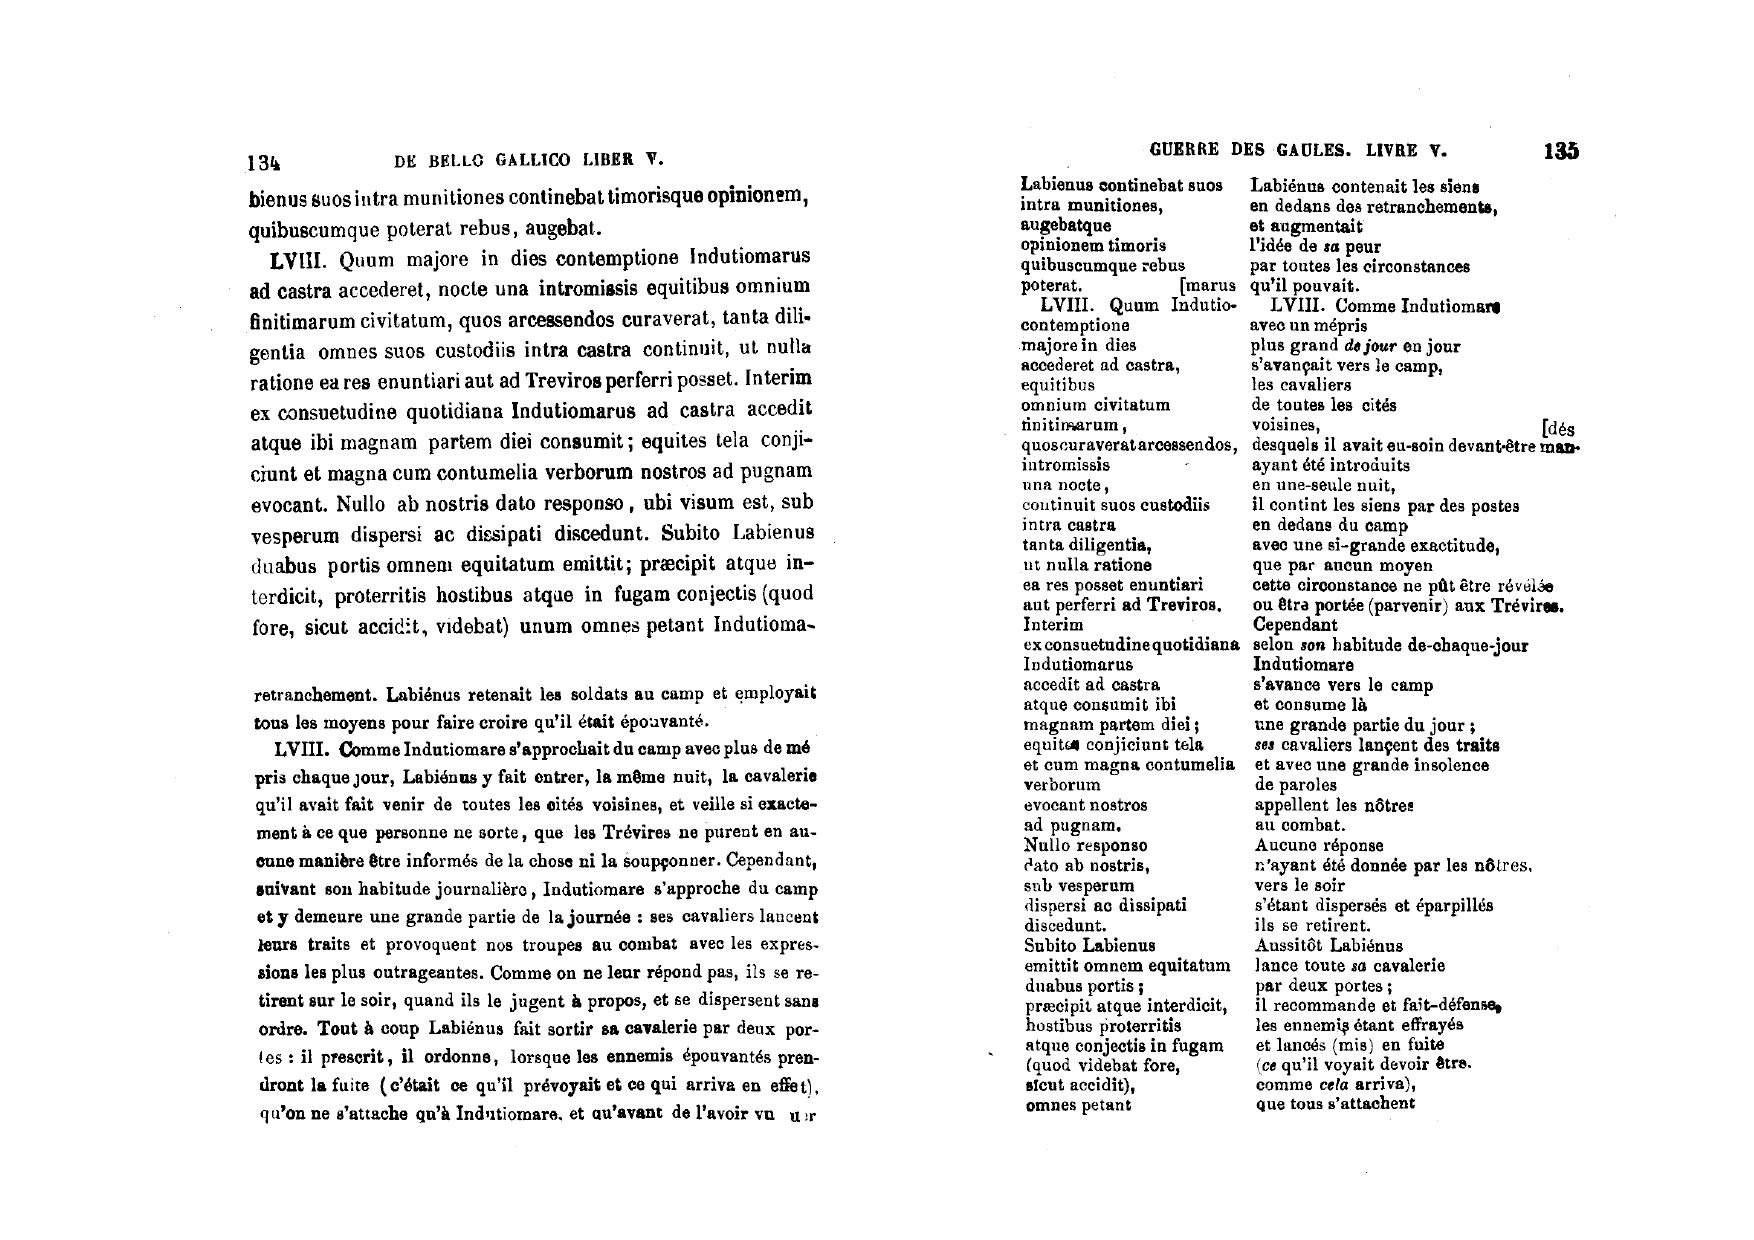 134 DE BELLO GALLICO LIBER V.
bienus suos intra munitiones continebat timorisque opinionem,
quibuscumque poterat rebus, augebat.
LVIII. Quum majore in dies contemptione Indutiomarus
ad castra accederet, nocte una intromissis equitibus omnium
finitimarum civitatum, quos arcessendos curaverat, tanta dili-
gentia omnes suos custodiis intra castra continuit, ut nulla
ratione ea res enuntiari aut ad Treviros perferri posset. Interim
ex consuetudine quotidiana Indutiomarus ad castra accedit
atque ibi magnam partem diei consumit; equites tela conji-
ciunt et magna cum contumelia verborum nostros ad pugnam
evocant. Nullo ab nostris dato responso, ubi visum est, sub
vesperum dispersi ac dissipati discedunt. Subito Labienus
duabus portis omnem equitatum emittit; præcipit atque in-
terdicit, proterritis hostibus atque in fugam conjectis (quod
fore, sicut accidit, videbat) unum omnes petant Indutioma-
retranchement. Labiénus retenait les soldats au camp et employait
tous les moyens pour faire croire qu'il était épouvanté.
LVIII. Comme Indutiomare s'approchait du camp avec plus de mé
pris chaque jour, Labiénus y fait entrer, la même nuit, la cavalerie
qu'il avait fait venir de toutes les cités voisines, et veille si exacte-
ment à ce que personne ne sorte, que les Trévires ne purent en au-
cune manière être informés de la chose ni la soupçonner. Cependant,
suivant son habitude journalière, Indutiomare s'approche du camp
et y demeure une grande partie de la journée : ses cavaliers lancent
leurs traits et provoquent nos troupes au combat avec les expres-
sions les plus outrageantes. Comme on ne leur répond pas, ils se re-
tirent sur le soir, quand ils le jugent à propos, et se dispersent sans
ordre. Tout à coup Labiénus fait sortir sa cavalerie par deux por-
tes : il prescrit, il ordonne, lorsque les ennemis épouvantés pren-
dront la fuite (c'était ce qu'il prévoyait et ce qui arriva en effet),
qu'on ne s'attache qu'à Indutiomare, et qu'avant de l'avoir vu
GUERRE DES GAULES. LIVRE V. 135
Labienus continebat suos
intra munitiones,
augebatque
opinionem timoris
quibuscumque rebus
poterat. [marus
LVIII. Quum Indutio-
contemptione
majore in dies
accederet ad castra,
equitibus
omnium civitatum
finitimarum,
quos curaverat arcessendos,
intromissis
una nocte,
continuit suos custodiis
intra castra
tanta diligentia,
ut nulla ratione
ea res posset enuntiari
aut perferri ad Treviros.
Interim
ex consuetudine quotidiana
Indutiomarus
accedit ad castra
atque consumit ibi
magnam partem diei;
equites conjiciunt tela
et cum magna contumelia
verborum
evocant nostros
ad pugnam.
Nullo responso
dato ab nostris,
sub vesperum
dispersi ac dissipati
discedunt.
Subito Labienus
emittit omnem equitatum
duabus portis;
præcipit atque interdicit,
hostibus proterritis
atque conjectis in fugam
(quod videbat fore,
sicut accidit),
omnes petant
Labiénus contenait les siens
en dedans des retranchements,
et augmentait
l'idée de sa peur
par toutes les circonstances
qu'il pouvait.
LVIII. Comme Indutiomare
avec un mépris
plus grand de jour en jour
s'avançait vers le camp,
les cavaliers
de toutes les cités
voisines, [dés
desquels il avait eu-soin devant-être man-
ayant été introduits
en une-seule nuit,
il contint les siens par des postes
en dedans du camp
avec une si-grande exactitude,
que par aucun moyen
cette circonstance ne pût être révélée
ou être portée (parvenir) aux Trévires.
Cependant
selon son habitude de-chaque-jour
Indutiomare
s'avance vers le camp
et consume là
une grande partie du jour;
ses cavaliers lançent des traits
et avec une grande insolence
de paroles
appellent les nôtres
au combat.
Aucune réponse
n'ayant été donnée par les nôtres,
vers le soir
s'étant dispersés et éparpillés
ils se retirent.
Aussitôt Labiénus
lance toute sa cavalerie
par deux portes;
il recommande et fait-défense,
les ennemis étant effrayés
et lancés (mis) en fuite
(ce qu'il voyait devoir être.
comme cela arriva),
que tous s'attachent